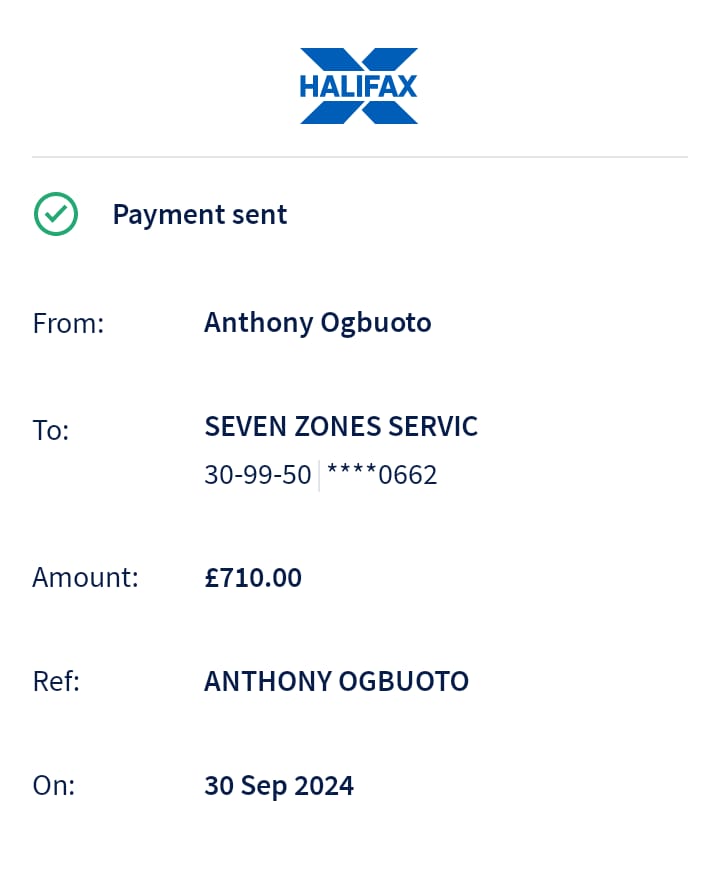 HALIFAX
Payment sent
From: Anthony Ogbuoto
To: SEVEN ZONES SERVIC
30-99-50 ****0662
Amount: £710.00
Ref: ANTHONY OGBUOTO
On: 30 Sep 2024